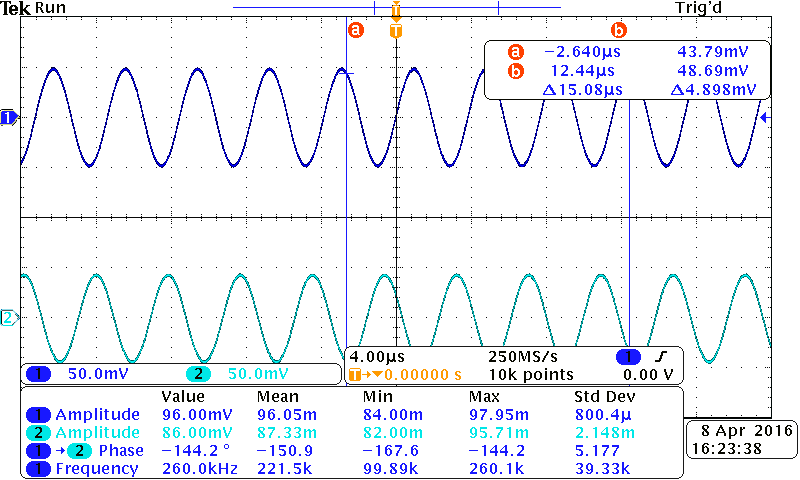 Tek Run Trig'd
a T b
a −2.640µs 43.79mV
b 12.44µs 48.69mV
Δ15.08µs Δ4.898mV
1
2
1 50.0mV 2 50.0mV
4.00µs 250MS/s 1
T→▼0.00000 s 10k points 0.00 V
Value Mean Min Max Std Dev
1 Amplitude 96.00mV 96.05m 84.00m 97.95m 800.4µ
2 Amplitude 86.00mV 87.33m 82.00m 95.71m 2.148m
1 → 2 Phase −144.2 ° −150.9 −167.6 −144.2 5.177
1 Frequency 260.0kHz 221.5k 99.89k 260.1k 39.33k
8 Apr 2016
16:23:38